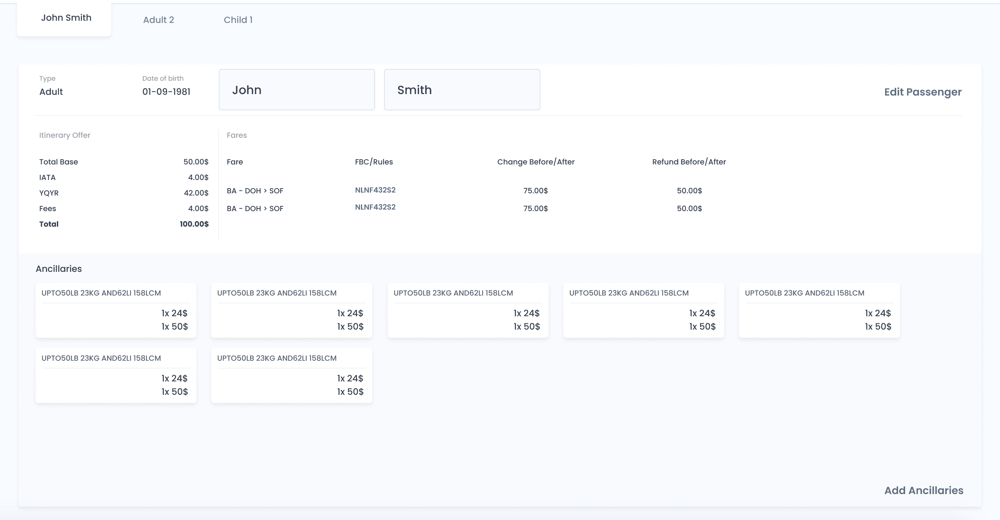 John Smith
Adult 2
Child 1
Type
Adult
Date of birth
01-09-1981
John
Smith
Edit Passenger
Itinerary Offer
Total Base 50.00$
IATA 4.00$
YQYR 42.00$
Fees 4.00$
Total 100.00$
Fares
Fare FBC/Rules Change Before/After Refund Before/After
BA - DOH > SOF NLNF432S2 75.00$ 50.00$
BA - DOH > SOF NLNF432S2 75.00$ 50.00$
Ancillaries
UPTO50LB 23KG AND62LI 158LCM
1x 24$
1x 50$
UPTO50LB 23KG AND62LI 158LCM
1x 24$
1x 50$
UPTO50LB 23KG AND62LI 158LCM
1x 24$
1x 50$
UPTO50LB 23KG AND62LI 158LCM
1x 24$
1x 50$
UPTO50LB 23KG AND62LI 158LCM
1x 24$
1x 50$
UPTO50LB 23KG AND62LI 158LCM
1x 24$
1x 50$
UPTO50LB 23KG AND62LI 158LCM
1x 24$
1x 50$
Add Ancillaries